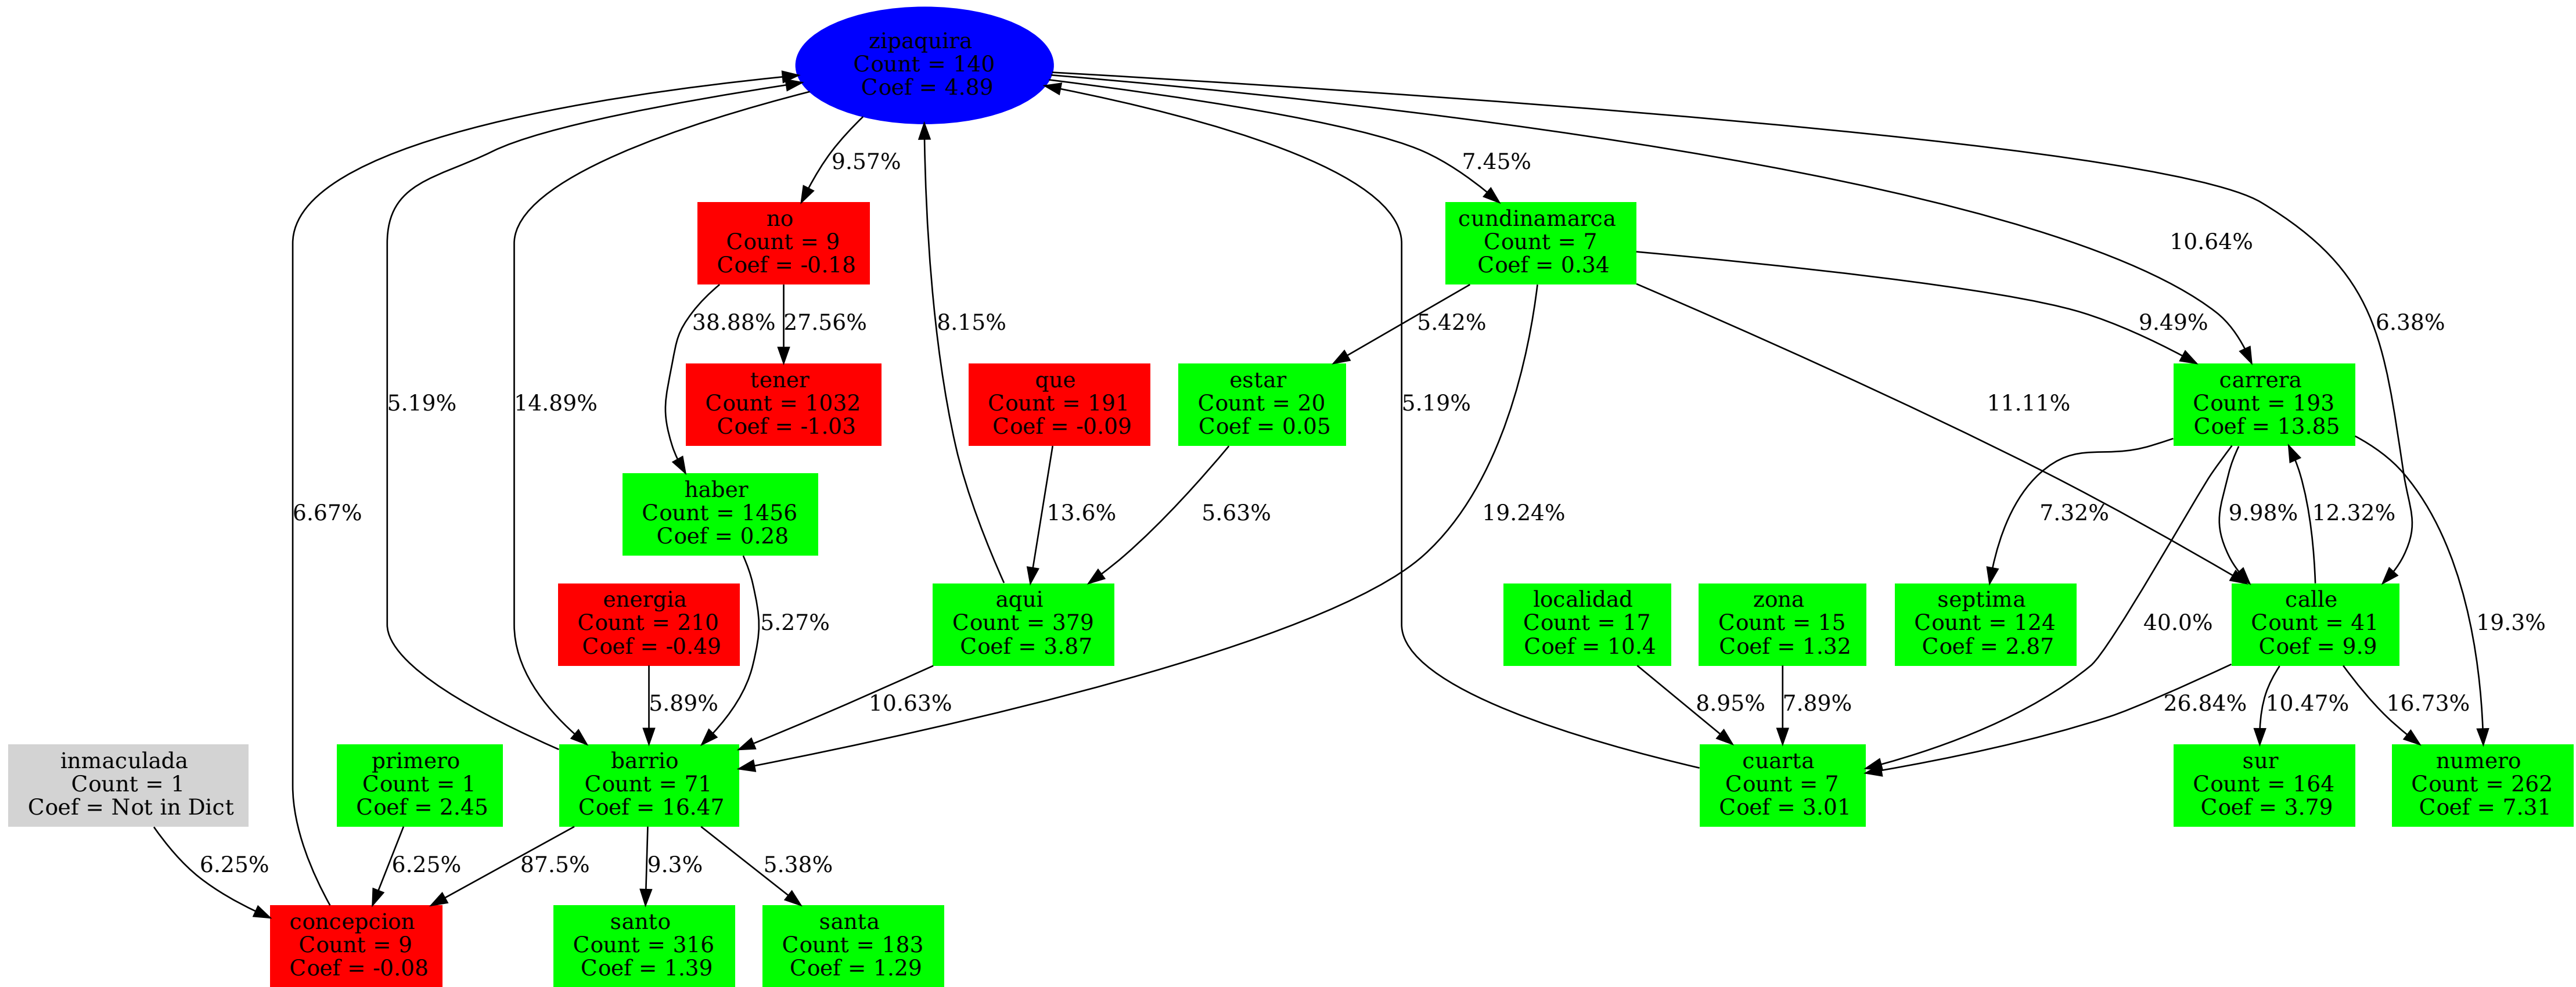 zipaquira
Count = 140
Coef = 4.89
9.57%
7.45%
no
Count = 9
Coef = -0.18
cundinamarca
Count = 7
Coef = 0.34
10.64%
38.88%
27.56%
8.15%
5.42%
9.49%
6.38%
5.19%
14.89%
tener
Count = 1032
Coef = -1.03
que
Count = 191
Coef = -0.09
estar
Count = 20
Coef = 0.05
5.19%
11.11%
carrera
Count = 193
Coef = 13.85
6.67%
haber
Count = 1456
Coef = 0.28
13.6%
5.63%
19.24%
7.32%
9.98%
12.32%
energia
Count = 210
Coef = -0.49
5.27%
aqui
Count = 379
Coef = 3.87
localidad
Count = 17
Coef = 10.4
zona
Count = 15
Coef = 1.32
septima
Count = 124
Coef = 2.87
40.0%
calle
Count = 41
Coef = 9.9
19.3%
5.89%
10.63%
8.95%
7.89%
26.84%
10.47%
16.73%
inmaculada
Count = 1
Coef = Not in Dict
primero
Count = 1
Coef = 2.45
barrio
Count = 71
Coef = 16.47
cuarta
Count = 7
Coef = 3.01
sur
Count = 164
Coef = 3.79
numero
Count = 262
Coef = 7.31
6.25%
6.25%
87.5%
9.3%
5.38%
concepcion
Count = 9
Coef = -0.08
santo
Count = 316
Coef = 1.39
santa
Count = 183
Coef = 1.29